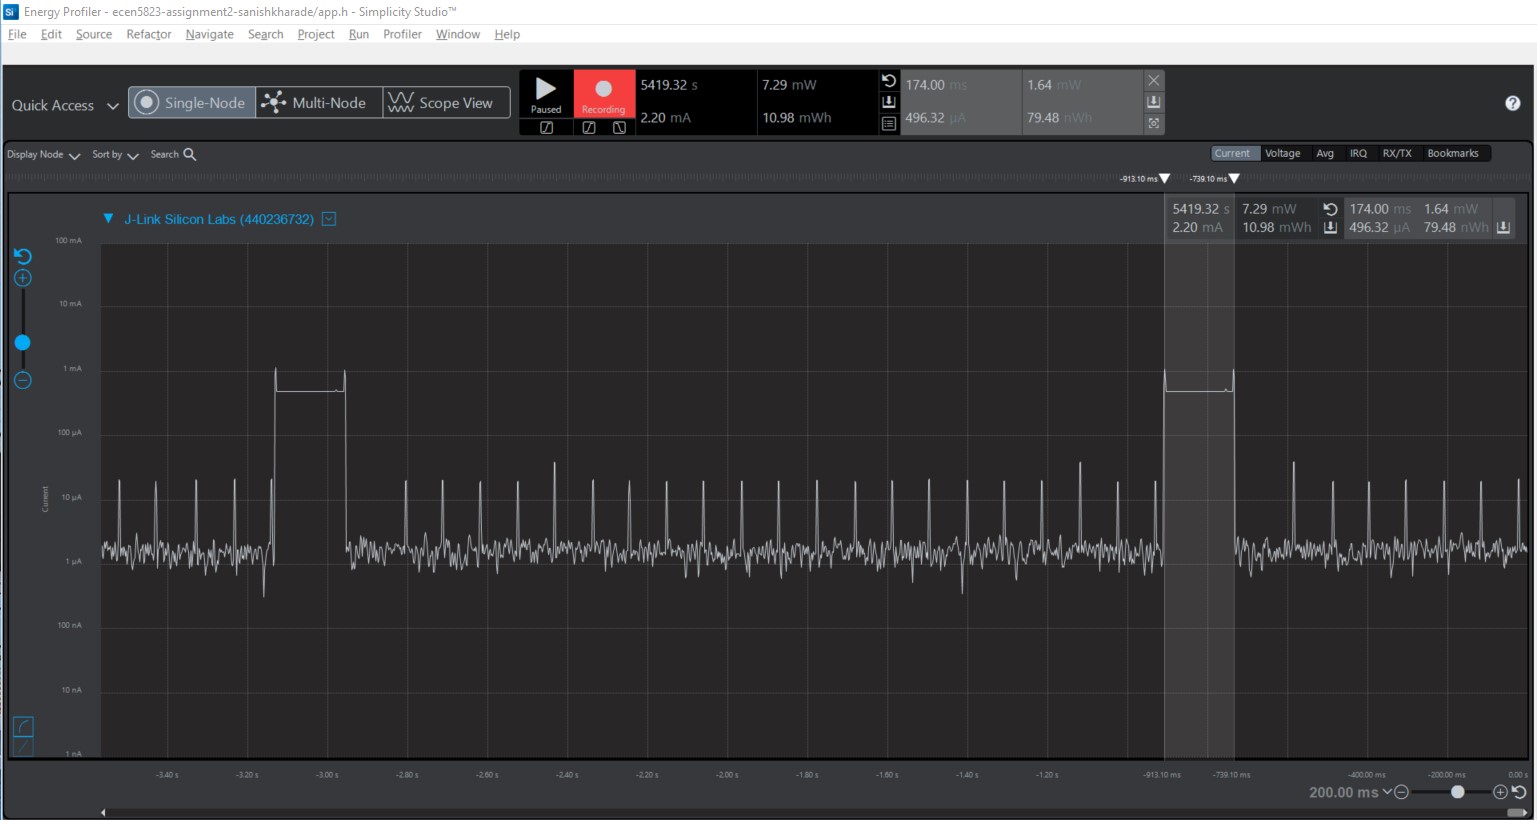 Si Energy Profiler - ecen5823-assignment2-sanishkharade/app.h - Simplicity Studio™
File Edit Source Refactor Navigate Search Project Run Profiler Window Help
Quick Access Single-Node Multi-Node Scope View
Paused Recording
5419.32 s 7.29 mW 174.00 ms 1.64 mW
2.20 mA 10.98 mWh 496.32 µA 79.48 nWh
?
Display Node Sort by Search Current Voltage Avg IRQ RX/TX Bookmarks
-913.10 ms -739.10 ms
J-Link Silicon Labs (440236732)
5419.32 s 7.29 mW 174.00 ms 1.64 mW
2.20 mA 10.98 mWh 496.32 µA 79.48 nWh
100 mA
10 mA
1 mA
100 µA
10 µA
Current
1 µA
100 nA
10 nA
1 nA
-3.40 s -3.20 s -3.00 s -2.80 s -2.60 s -2.40 s -2.20 s -2.00 s -1.80 s -1.60 s -1.40 s -1.20 s -913.10 ms -739.10 ms -400.00 ms -200.00 ms 0.00 s
200.00 ms